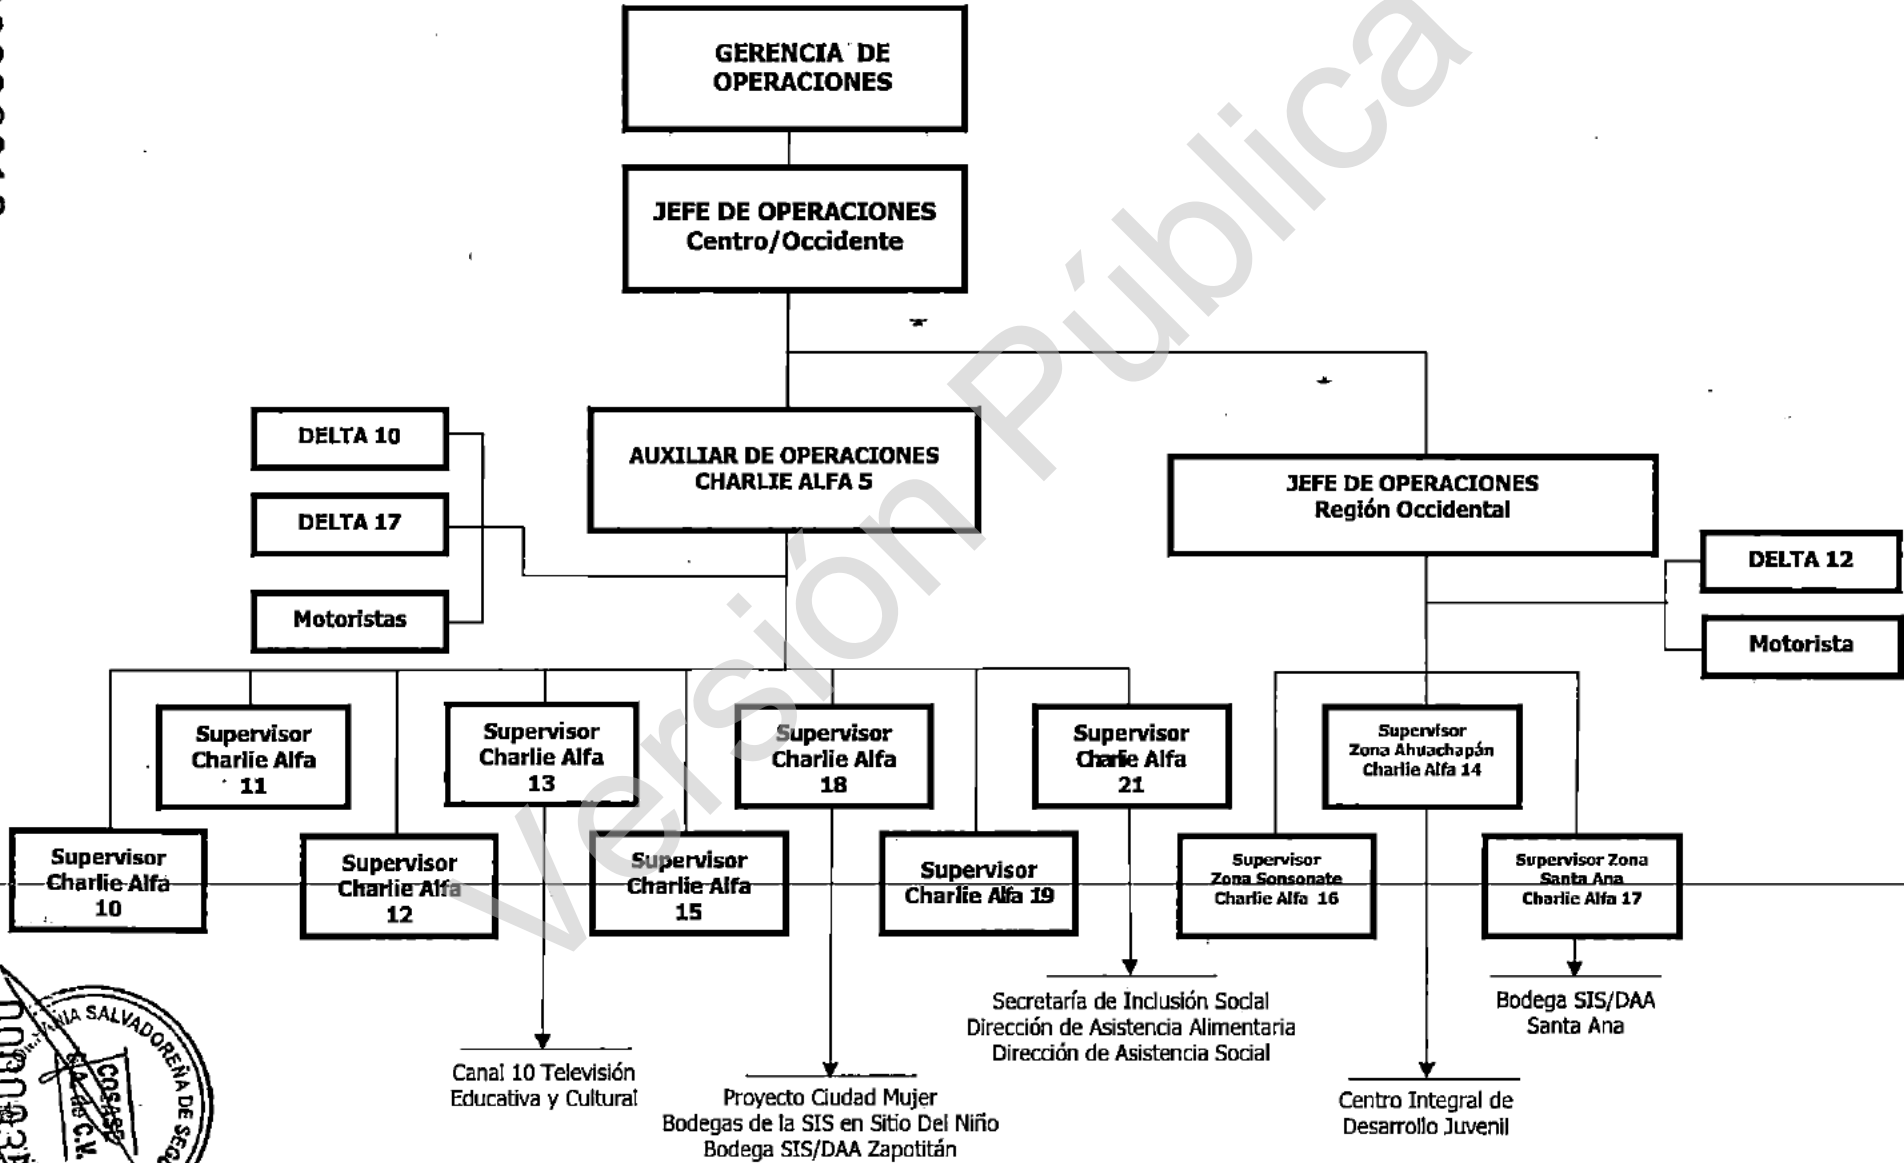 GERENCIA DE
OPERACIONES
JEFE DE OPERACIONES
Centro/Occidente
DELTA 10
DELTA 17
Motoristas
AUXILIAR DE OPERACIONES
CHARLIE ALFA 5
JEFE DE OPERACIONES
Región Occidental
DELTA 12
Motorista
Supervisor
Charlie Alfa
11
Supervisor
Charlie Alfa
13
Supervisor
Charlie Alfa
18
Supervisor
Charlie Alfa
21
Supervisor
Zona Ahuachapán
Charlie Alfa 14
Supervisor
Charlie Alfa
10
Supervisor
Charlie Alfa
12
Supervisor
Charlie Alfa
15
Supervisor
Charlie Alfa 19
Supervisor
Zona Sonsonate
Charlie Alfa 16
Supervisor Zona
Santa Ana
Charlie Alfa 17
Secretaría de Inclusión Social
Dirección de Asistencia Alimentaria
Dirección de Asistencia Social
Bodega SIS/DAA
Santa Ana
Canal 10 Televisión
Educativa y Cultural
Proyecto Ciudad Mujer
Bodegas de la SIS en Sitio Del Niño
Bodega SIS/DAA Zapotitán
Centro Integral de
Desarrollo Juvenil
Versión Pública
SALVADOREÑA DE
COSASE
S.A. de C.V.